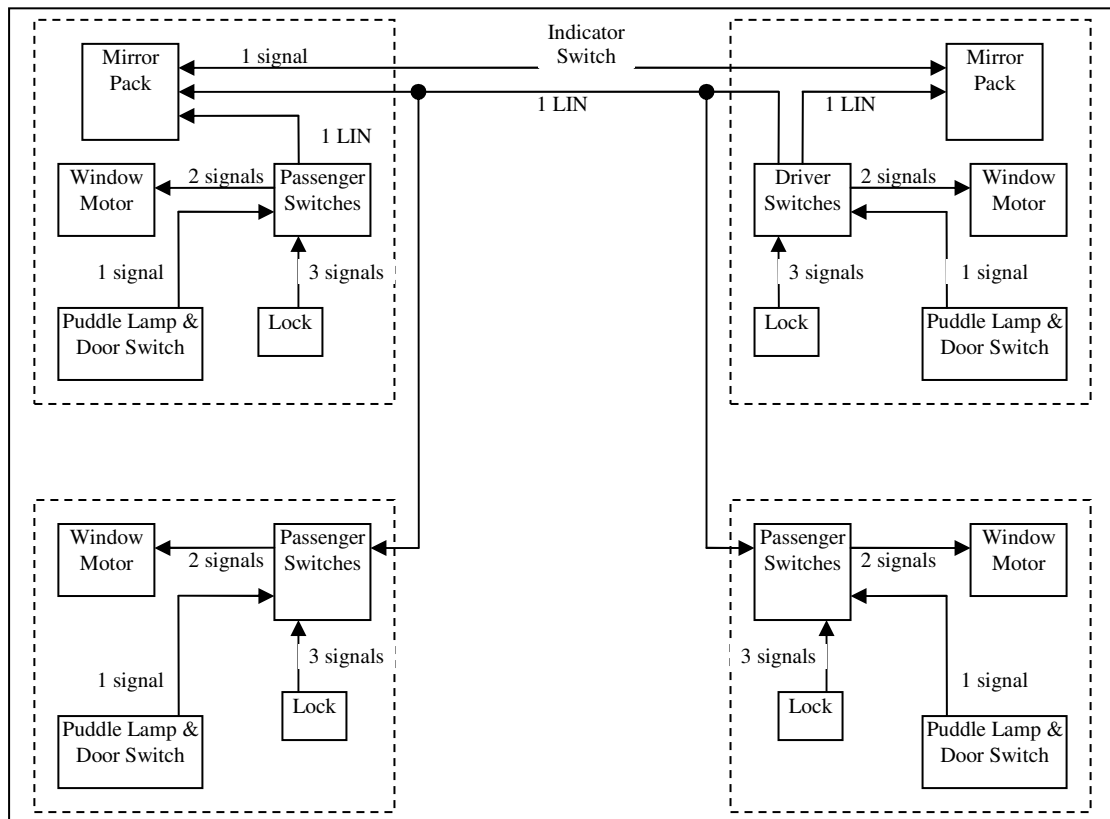 Indicator
Switch
Mirror
Pack
1 signal
Mirror
Pack
1 LIN
1 LIN
1 LIN
Window
Motor
2 signals
Passenger
Switches
Driver
Switches
2 signals
Window
Motor
1 signal
3 signals
3 signals
1 signal
Puddle Lamp &
Door Switch
Lock
Lock
Puddle Lamp &
Door Switch
Window
Motor
2 signals
Passenger
Switches
Passenger
Switches
2 signals
Window
Motor
1 signal
3 signals
3 signals
1 signal
Puddle Lamp &
Door Switch
Lock
Lock
Puddle Lamp &
Door Switch